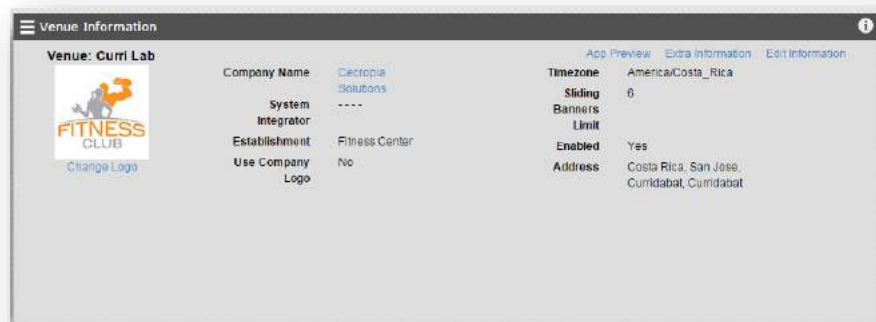 Venue Information
Venue: Curri Lab
FITNESS
CLUB
Change Logo
Company Name
Cecropia
Solutions
System
Integrator
----
Establishment
Fitness Center
Use Company
Logo
No
App Preview Extra Information Edit Information
Timezone
America/Costa_Rica
Sliding
Banners
Limit
6
Enabled
Yes
Address
Costa Rica, San Jose,
Curridabat, Curridabat